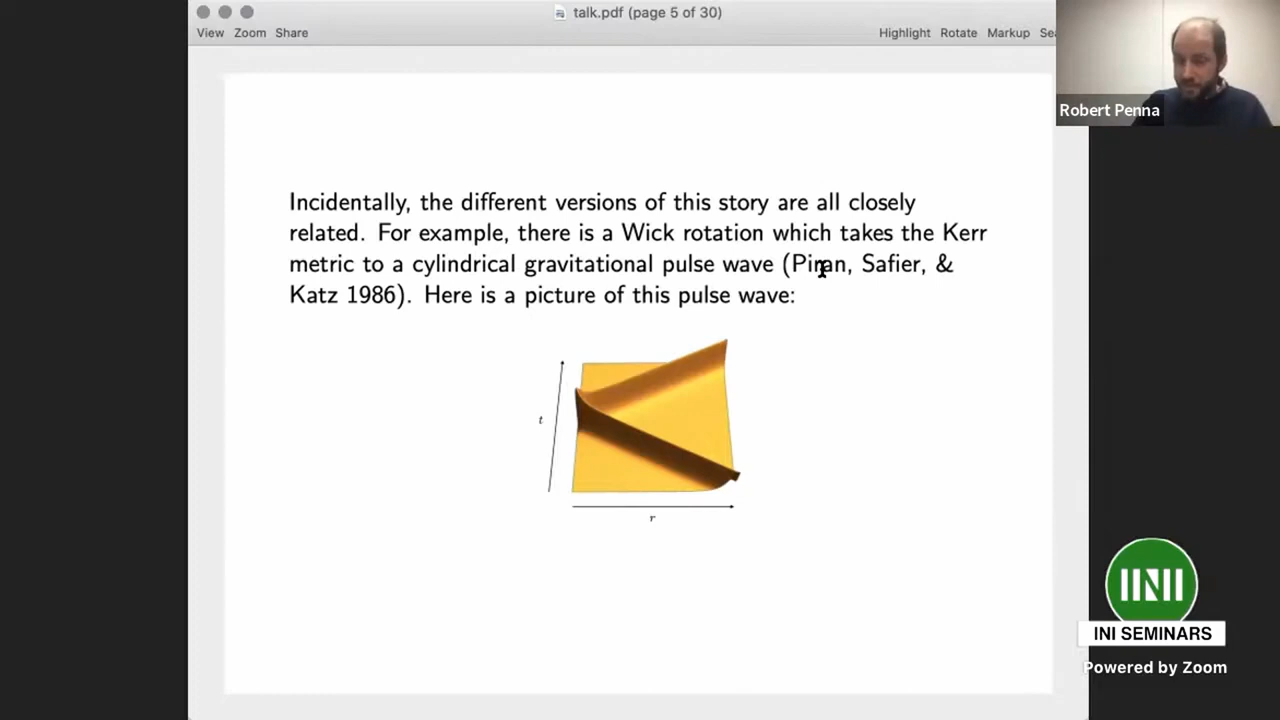 talk.pdf (page 5 of 30)
View Zoom Share
Highlight Rotate Markup
Robert Penna
Incidentally, the different versions of this story are all closely
related. For example, there is a Wick rotation which takes the Kerr
metric to a cylindrical gravitational pulse wave (Piran, Safier, &
Katz 1986). Here is a picture of this pulse wave:
t
r
INI
INI SEMINARS
Powered by Zoom